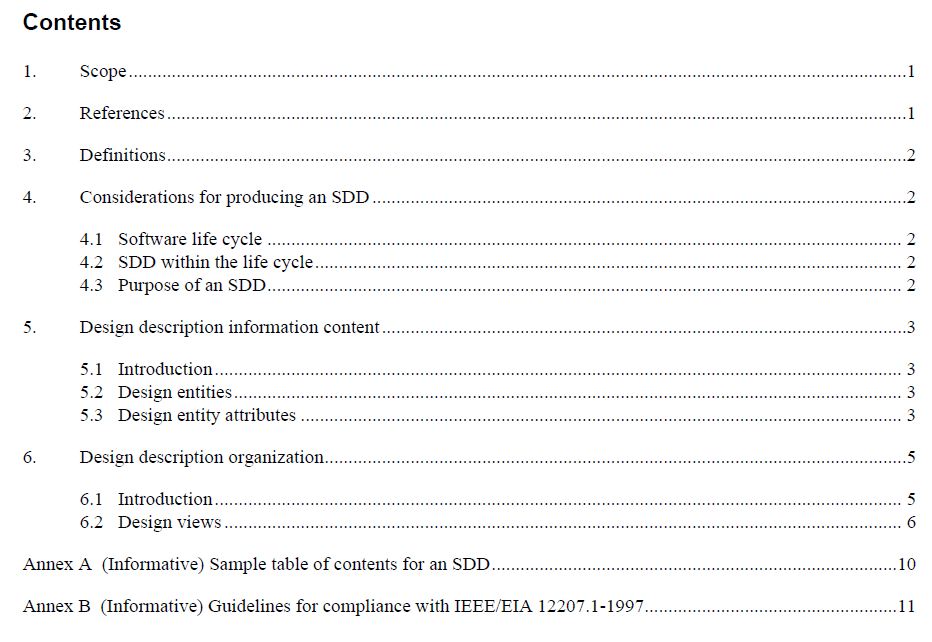 Contents
1. Scope 1
2. References 1
3. Definitions 2
4. Considerations for producing an SDD 2
4.1 Software life cycle 2
4.2 SDD within the life cycle 2
4.3 Purpose of an SDD 2
5. Design description information content 3
5.1 Introduction 3
5.2 Design entities 3
5.3 Design entity attributes 3
6. Design description organization 5
6.1 Introduction 5
6.2 Design views 6
Annex A (Informative) Sample table of contents for an SDD 10
Annex B (Informative) Guidelines for compliance with IEEE/EIA 12207.1-1997 11